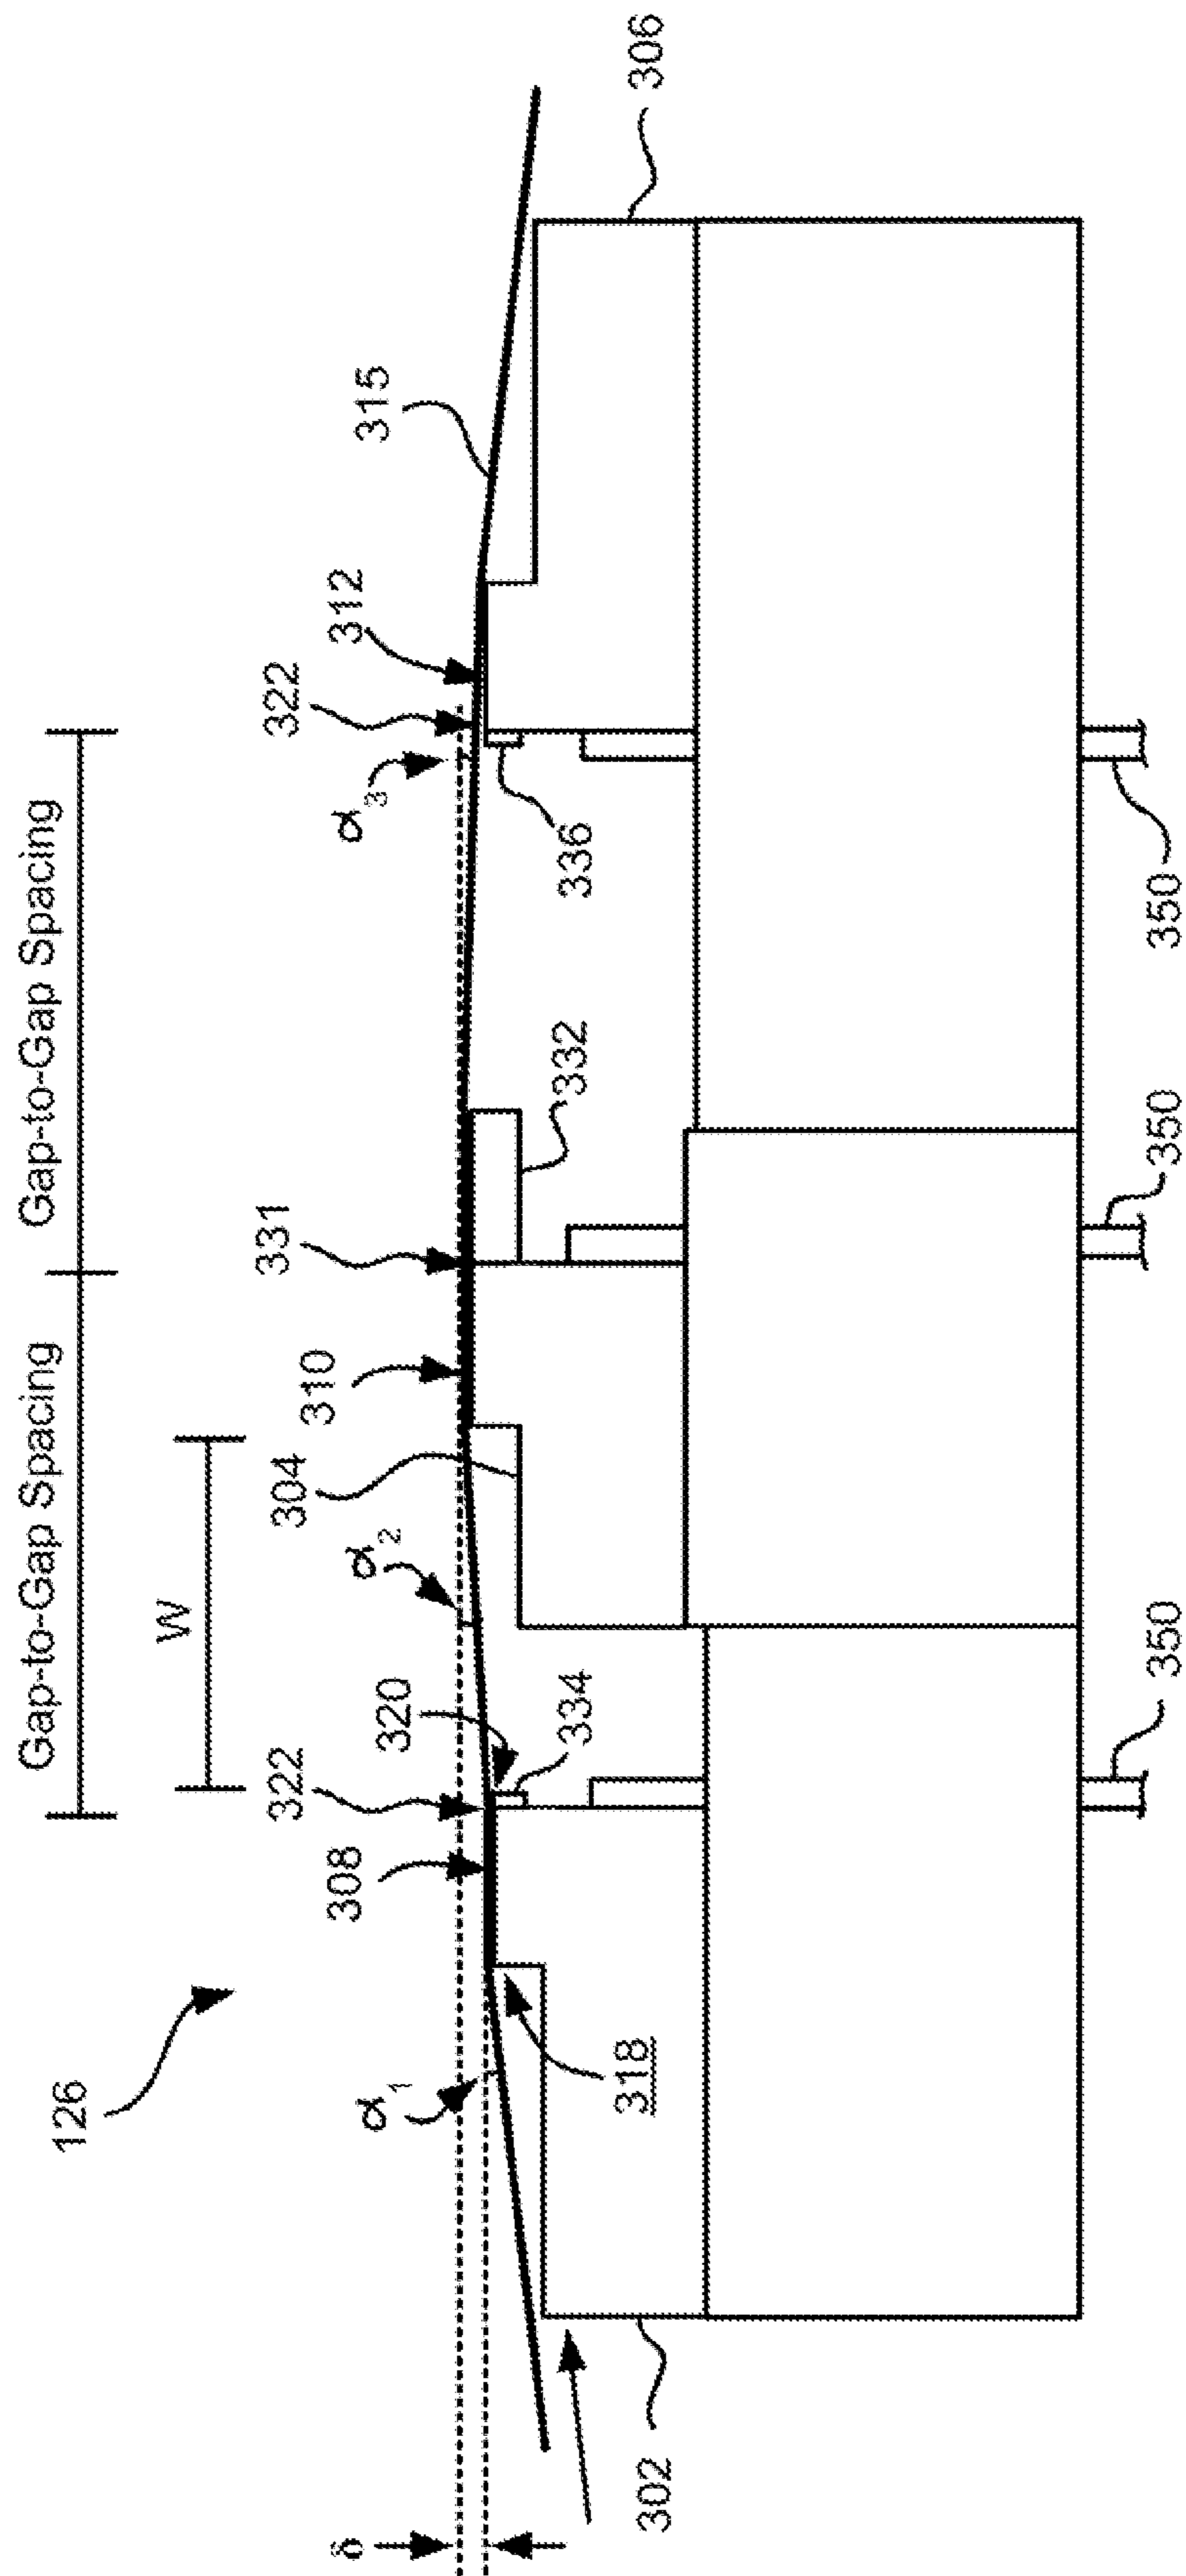 Gap-to-Gap Spacing
Gap-to-Gap Spacing
W
126
δ
α1
308
322
320
334
α2
304
310
331
332
α3
322
312
336
315
306
318
302
350
350
350